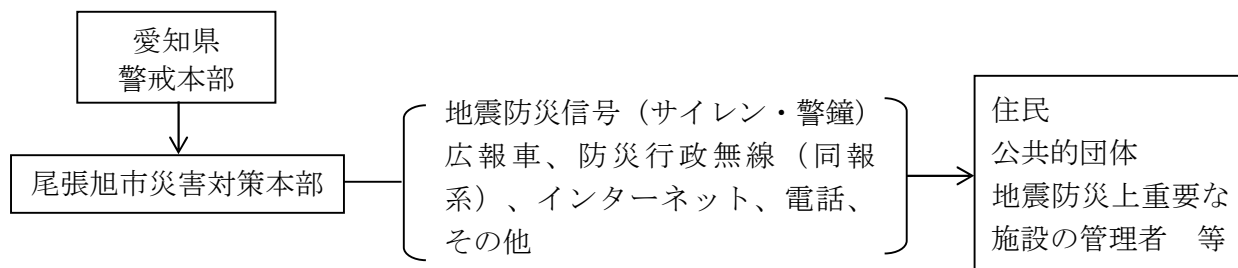 愛知県
警戒本部
尾張旭市災害対策本部
地震防災信号（サイレン・警鐘）
広報車、防災行政無線（同報
系）、インターネット、電話、
その他
住民
公共的団体
地震防災上重要な
施設の管理者　等